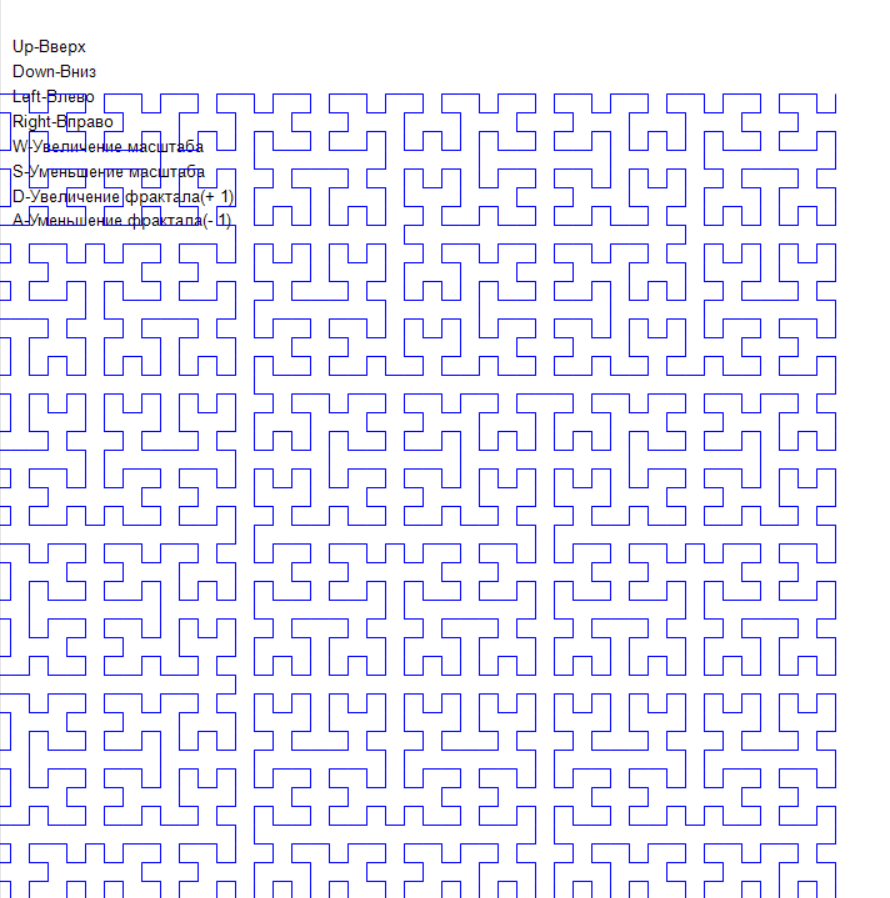 Up-Вверх
Down-Вниз
Left-Влево
Right-Вправо
W-Увеличение масштаба
S-Уменьшение масштаба
D-Увеличение фрактала(+ 1)
A-Уменьшение фрактала(- 1)